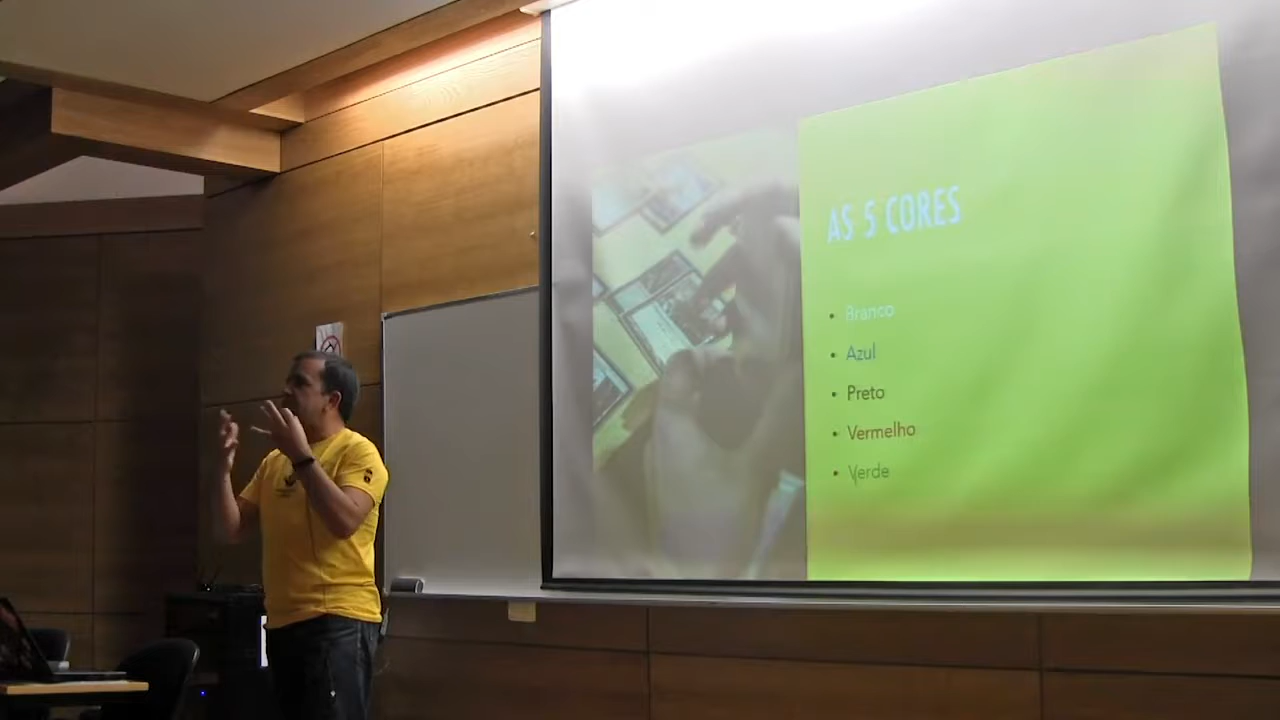 AS 5 CORES
• Branco
• Azul
• Preto
• Vermelho
• Verde